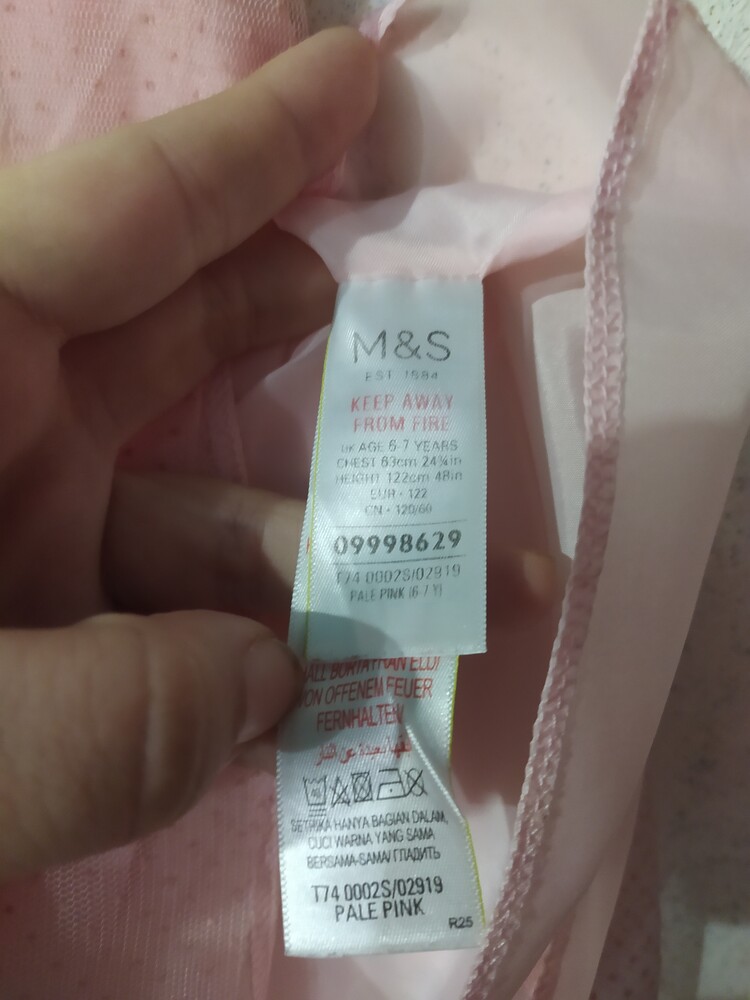 M&S
EST 1884
KEEP AWAY
FROM FIRE
UK AGE 6-7 YEARS
CHEST 63cm 24¾in
HEIGHT 122cm 48in
EUR - 122
CN - 120/60
09998629
T74 0002S/02919
PALE PINK (6-7 Y)
VON OFFENEM FEUER
FERNHALTEN
40
SETRIKA HANYA BAGIAN DALAM,
CUCI WARNA YANG SAMA
BERSAMA-SAMA/ ГЛАДИТЬ
T74 0002S/02919
PALE PINK
R25